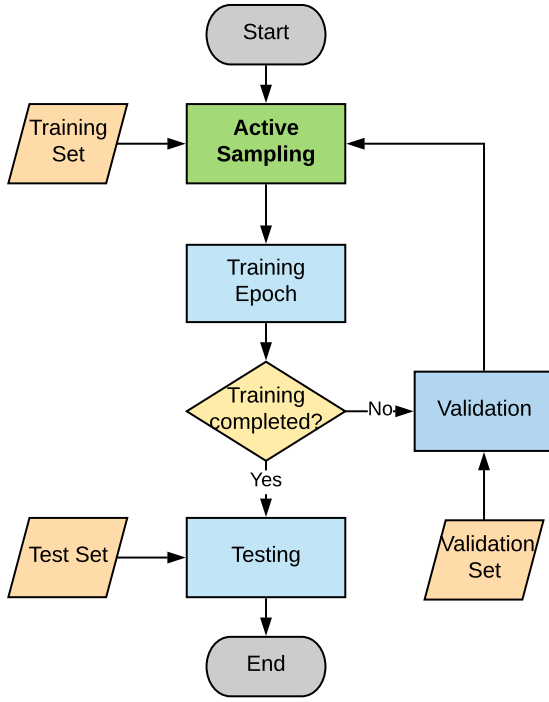 Start
Training
Set
Active
Sampling
Training
Epoch
Training
completed?
No
Validation
Yes
Test Set
Testing
Validation
Set
End